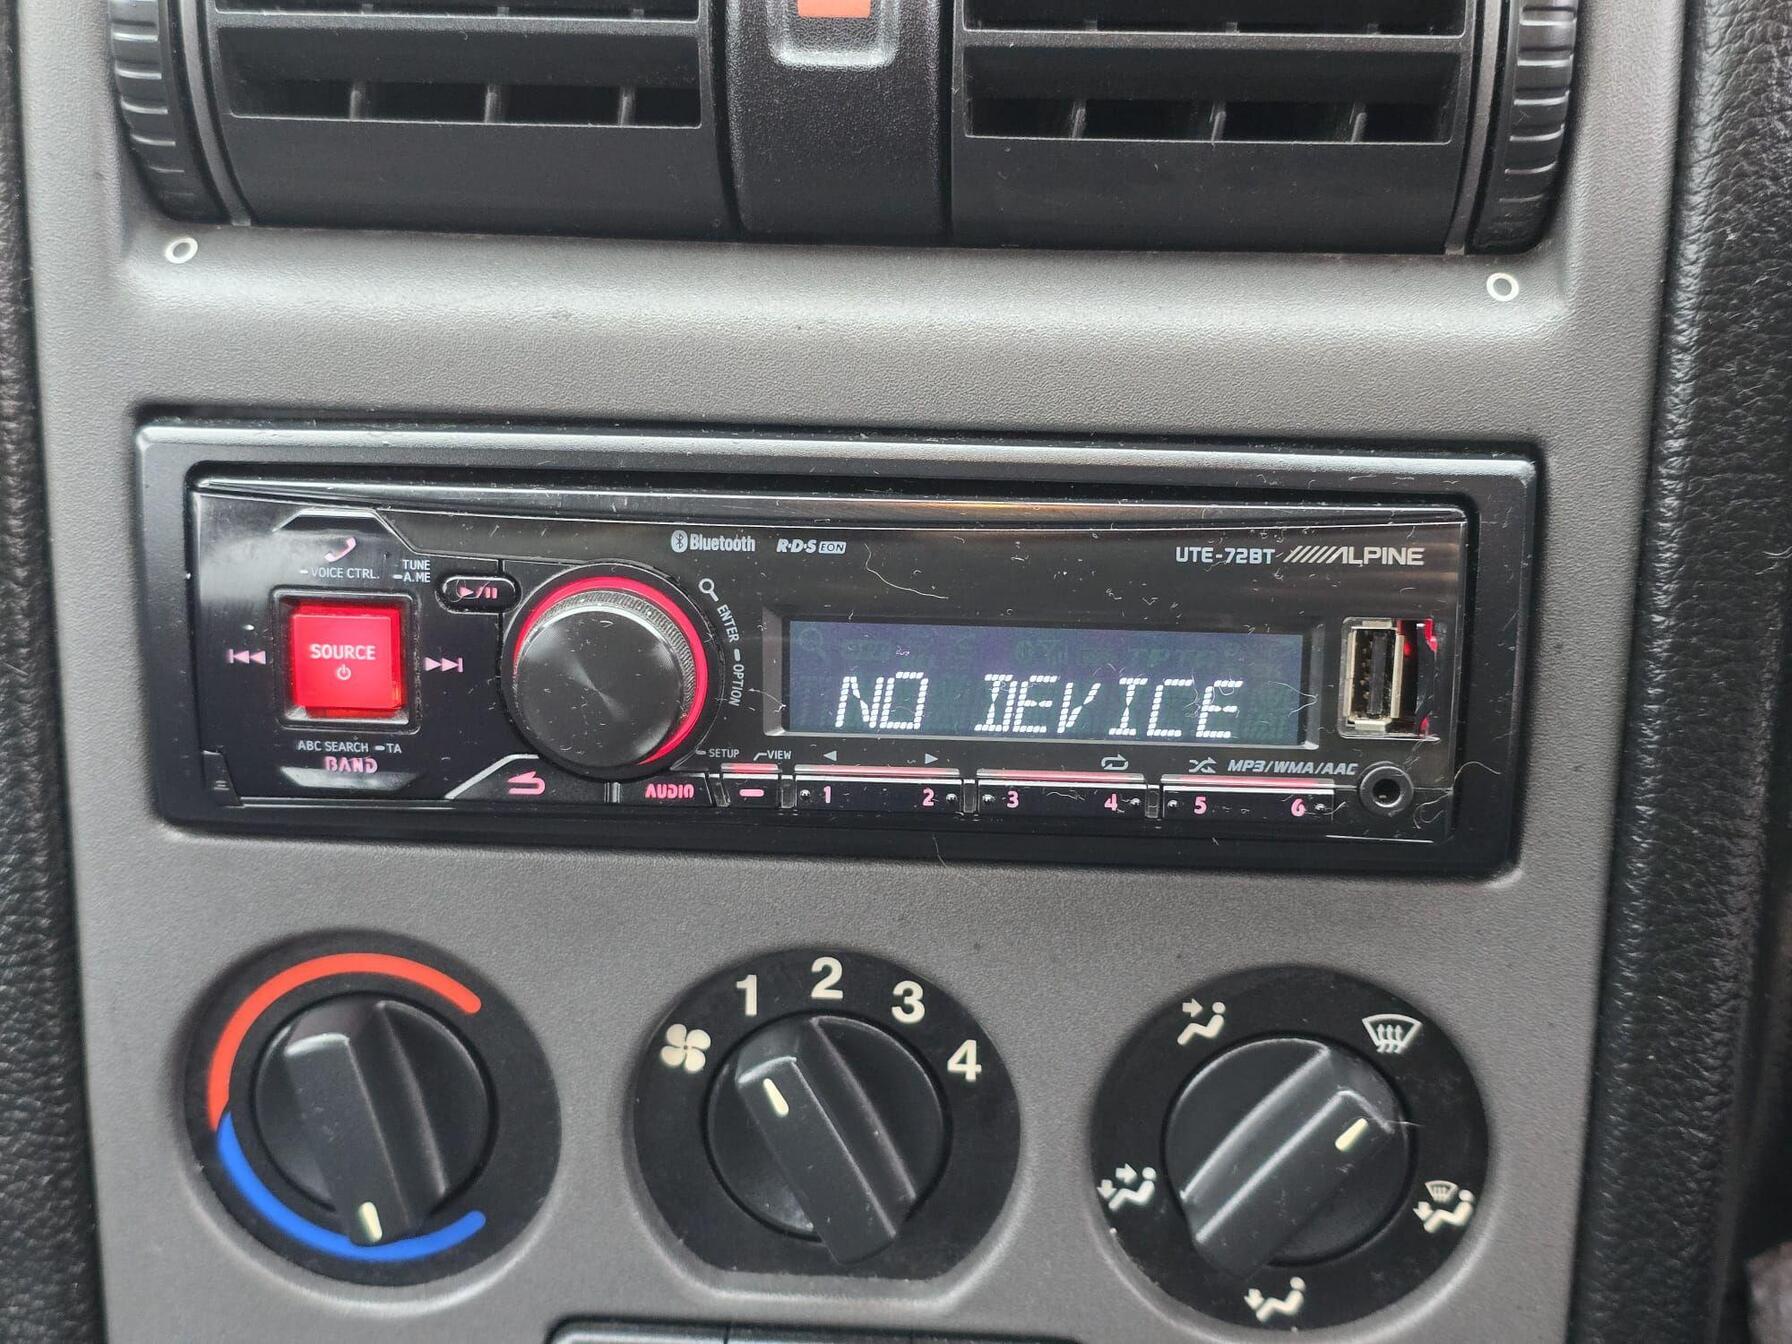 Bluetooth R·D·S EON
UTE-72BT ALPINE
VOICE CTRL.
TUNE
A.ME
SOURCE
ENTER
OPTION
NO DEVICE
ABC SEARCH TA
BAND
SETUP VIEW
MP3/WMA/AAC
AUDIO 1 2 3 4 5 6
1 2 3 4